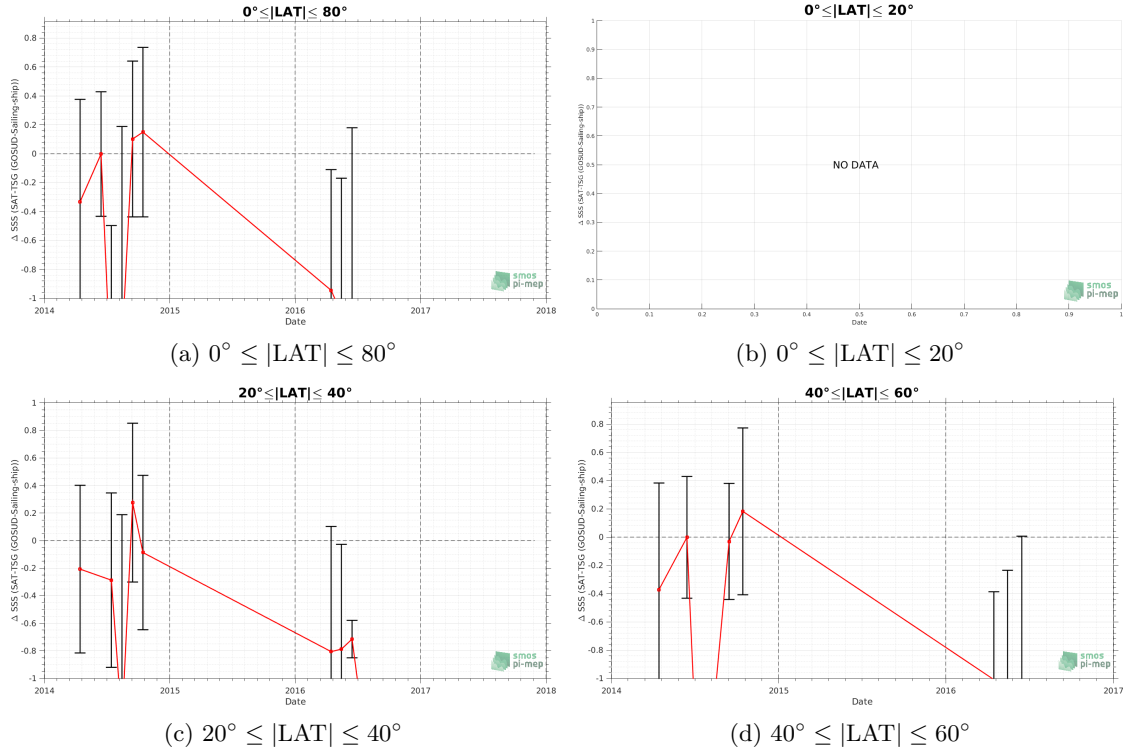 0°≤|LAT|≤ 80°
Δ SSS (SAT-TSG (GOSUD-Sailing-ship))
0.8
0.6
0.4
0.2
0
-0.2
-0.4
-0.6
-0.8
-1
2014 2015 2016 2017 2018
Date
smos
pi-mep
(a) 0° ≤ |LAT| ≤ 80°
0°≤|LAT|≤ 20°
Δ SSS (SAT-TSG (GOSUD-Sailing-ship))
1
0.9
0.8
0.7
0.6
0.5
0.4
0.3
0.2
0.1
0
NO DATA
0 0.1 0.2 0.3 0.4 0.5 0.6 0.7 0.8 0.9 1
Date
smos
pi-mep
(b) 0° ≤ |LAT| ≤ 20°
20°≤|LAT|≤ 40°
Δ SSS (SAT-TSG (GOSUD-Sailing-ship))
1
0.8
0.6
0.4
0.2
0
-0.2
-0.4
-0.6
-0.8
-1
2014 2015 2016 2017 2018
Date
smos
pi-mep
(c) 20° ≤ |LAT| ≤ 40°
40°≤|LAT|≤ 60°
Δ SSS (SAT-TSG (GOSUD-Sailing-ship))
0.8
0.6
0.4
0.2
0
-0.2
-0.4
-0.6
-0.8
-1
2014 2015 2016 2017
Date
smos
pi-mep
(d) 40° ≤ |LAT| ≤ 60°